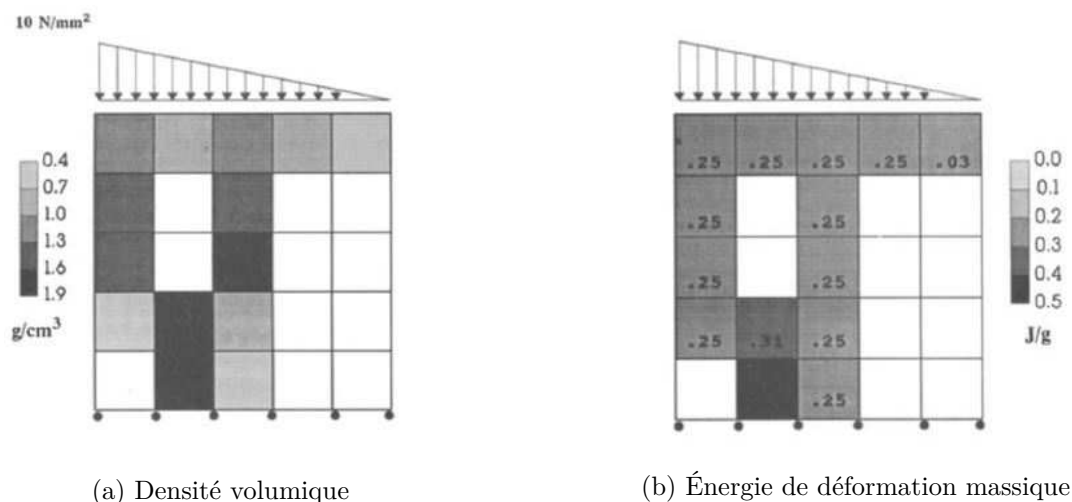 10 N/mm²
0.4
0.7
1.0
1.3
1.6
1.9
g/cm³
.25 .25 .25 .25 .03
.25 .25
.25 .25
.25 .31 .25
.25
0.0
0.1
0.2
0.3
0.4
0.5
J/g
(a) Densité volumique
(b) Énergie de déformation massique